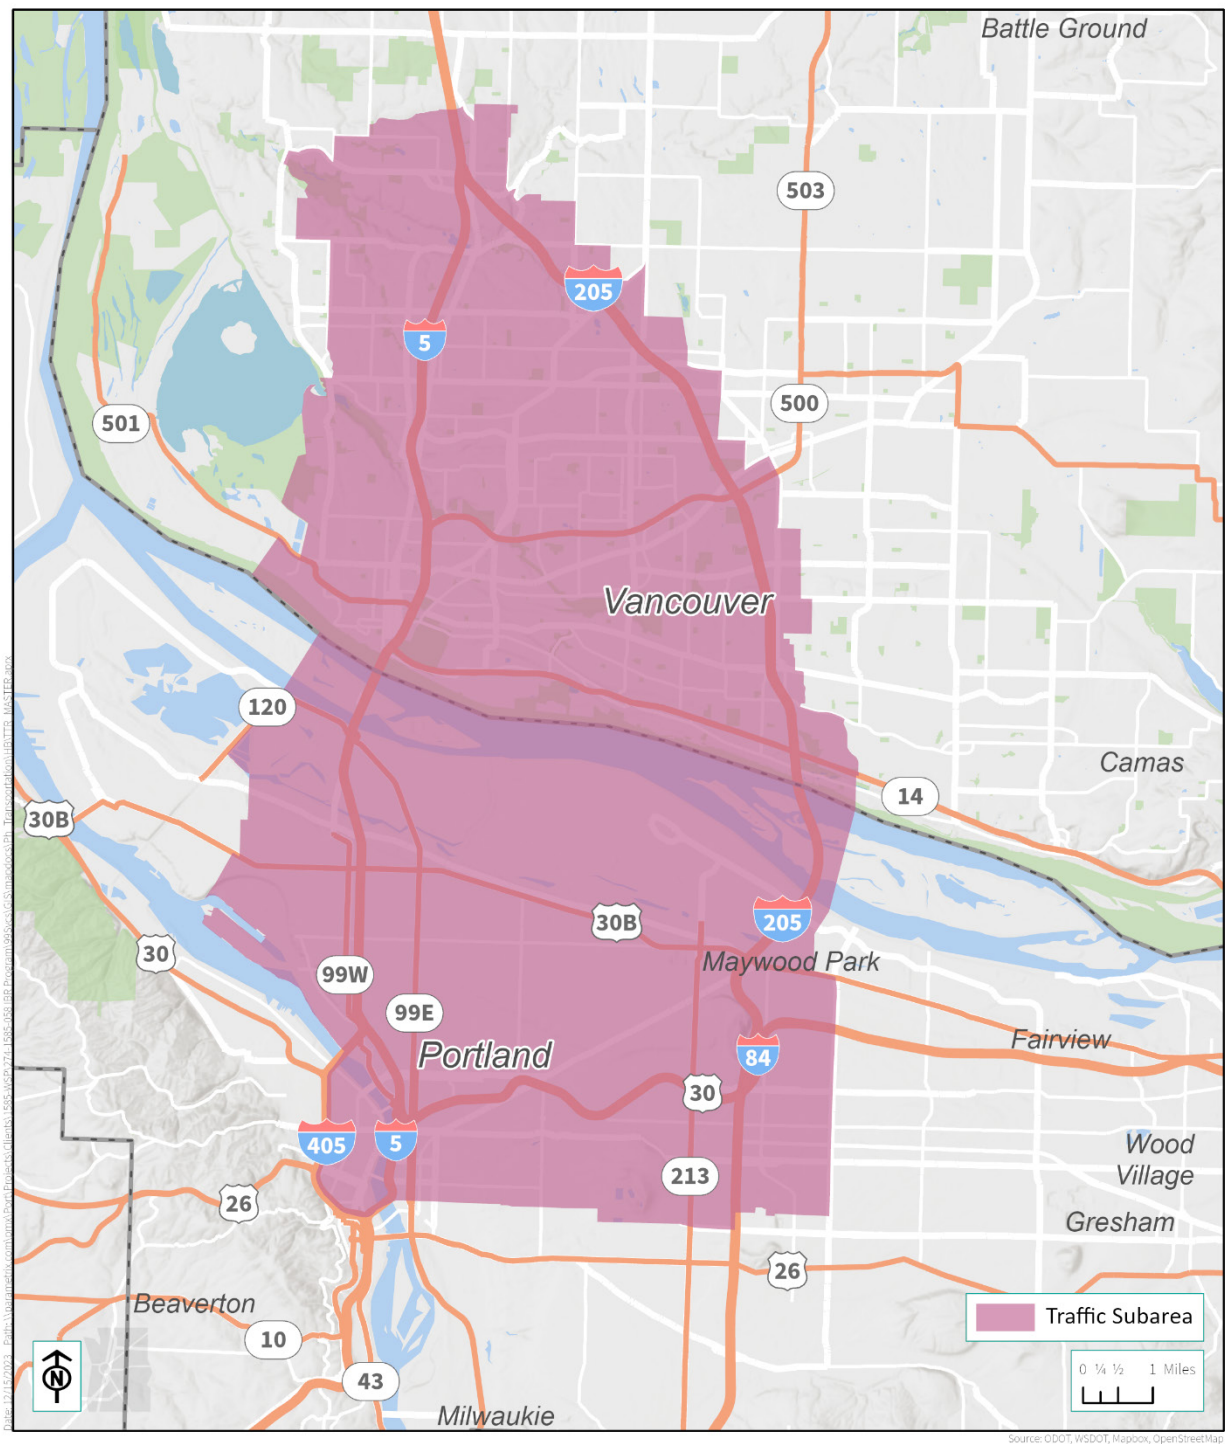 Battle Ground
503
205
5
500
501
Vancouver
120
Camas
14
30B
205
30B
30
Maywood Park
99W
99E
Fairview
Portland
84
30
405
5
Wood
Village
213
26
Gresham
26
Beaverton
Traffic Subarea
10
0 ¼ ½ 1 Miles
N
43
Milwaukie
Source: ODOT, WSDOT, Mapbox, OpenStreetMap